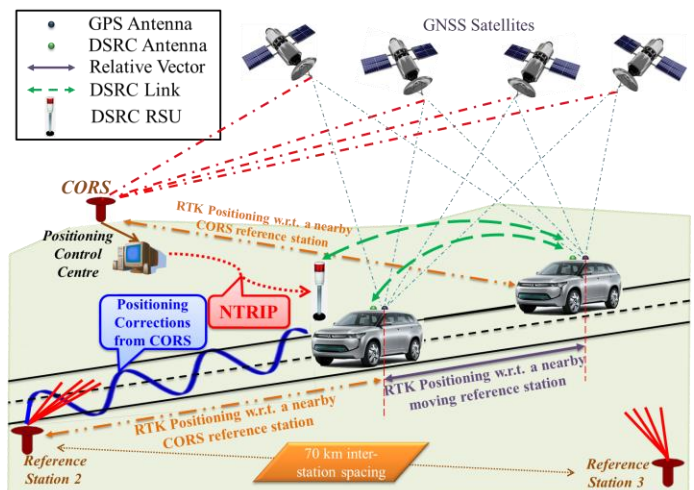 GPS Antenna
DSRC Antenna
Relative Vector
DSRC Link
DSRC RSU
GNSS Satellites
CORS
RTK Positioning w.r.t. a nearby
CORS reference station
Positioning
Control
Centre
Positioning
Corrections
from CORS
NTRIP
RTK Positioning w.r.t. a nearby
moving reference station
RTK Positioning w.r.t. a nearby
CORS reference station
Reference
Station 2
70 km inter-
station spacing
Reference
Station 3